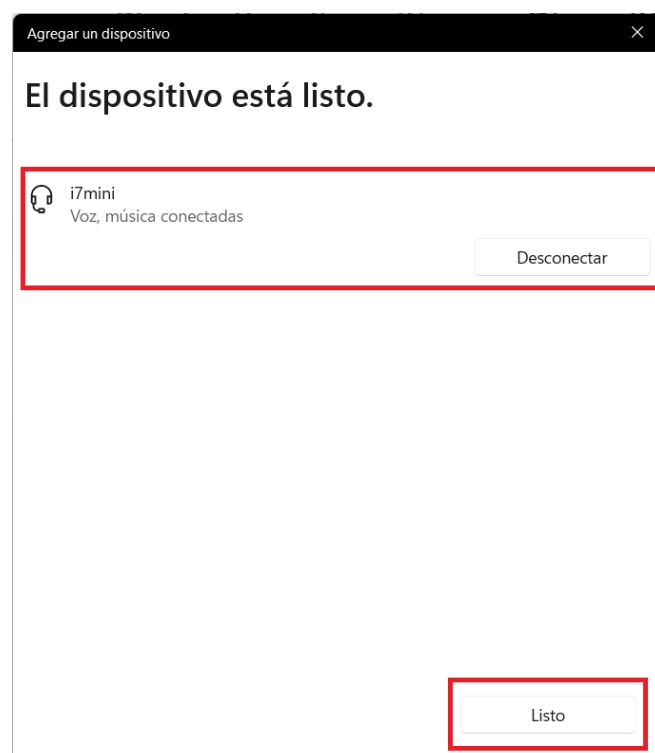 Agregar un dispositivo
El dispositivo está listo.
i7mini
Voz, música conectadas
Desconectar
Listo